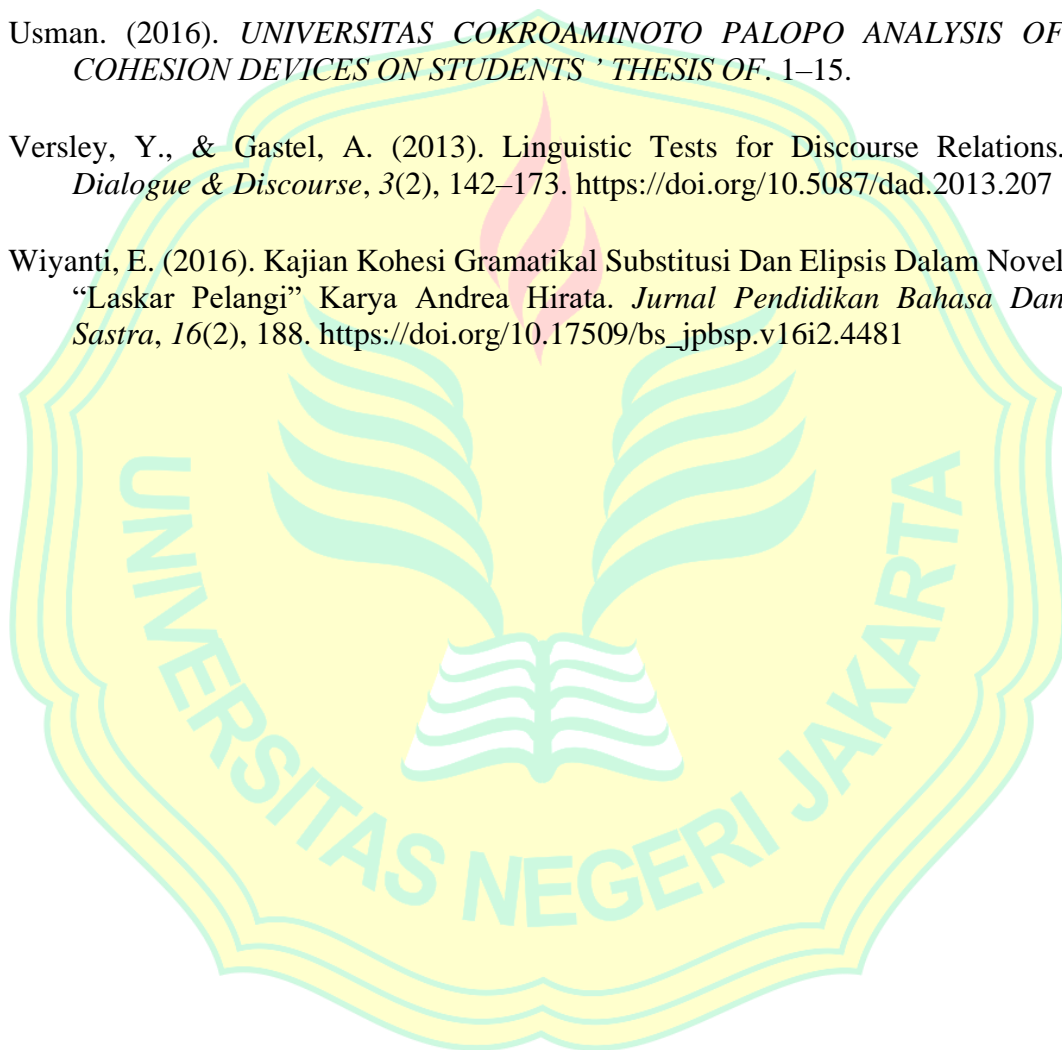 Usman. (2016). UNIVERSITAS COKROAMINOTO PALOPO ANALYSIS OF
COHESION DEVICES ON STUDENTS ’ THESIS OF. 1–15.
Versley, Y., & Gastel, A. (2013). Linguistic Tests for Discourse Relations.
Dialogue & Discourse, 3(2), 142–173. https://doi.org/10.5087/dad.2013.207
Wiyanti, E. (2016). Kajian Kohesi Gramatikal Substitusi Dan Elipsis Dalam Novel
“Laskar Pelangi” Karya Andrea Hirata. Jurnal Pendidikan Bahasa Dan
Sastra, 16(2), 188. https://doi.org/10.17509/bs_jpbsp.v16i2.4481
UNIVERSITAS NEGERI JAKARTA